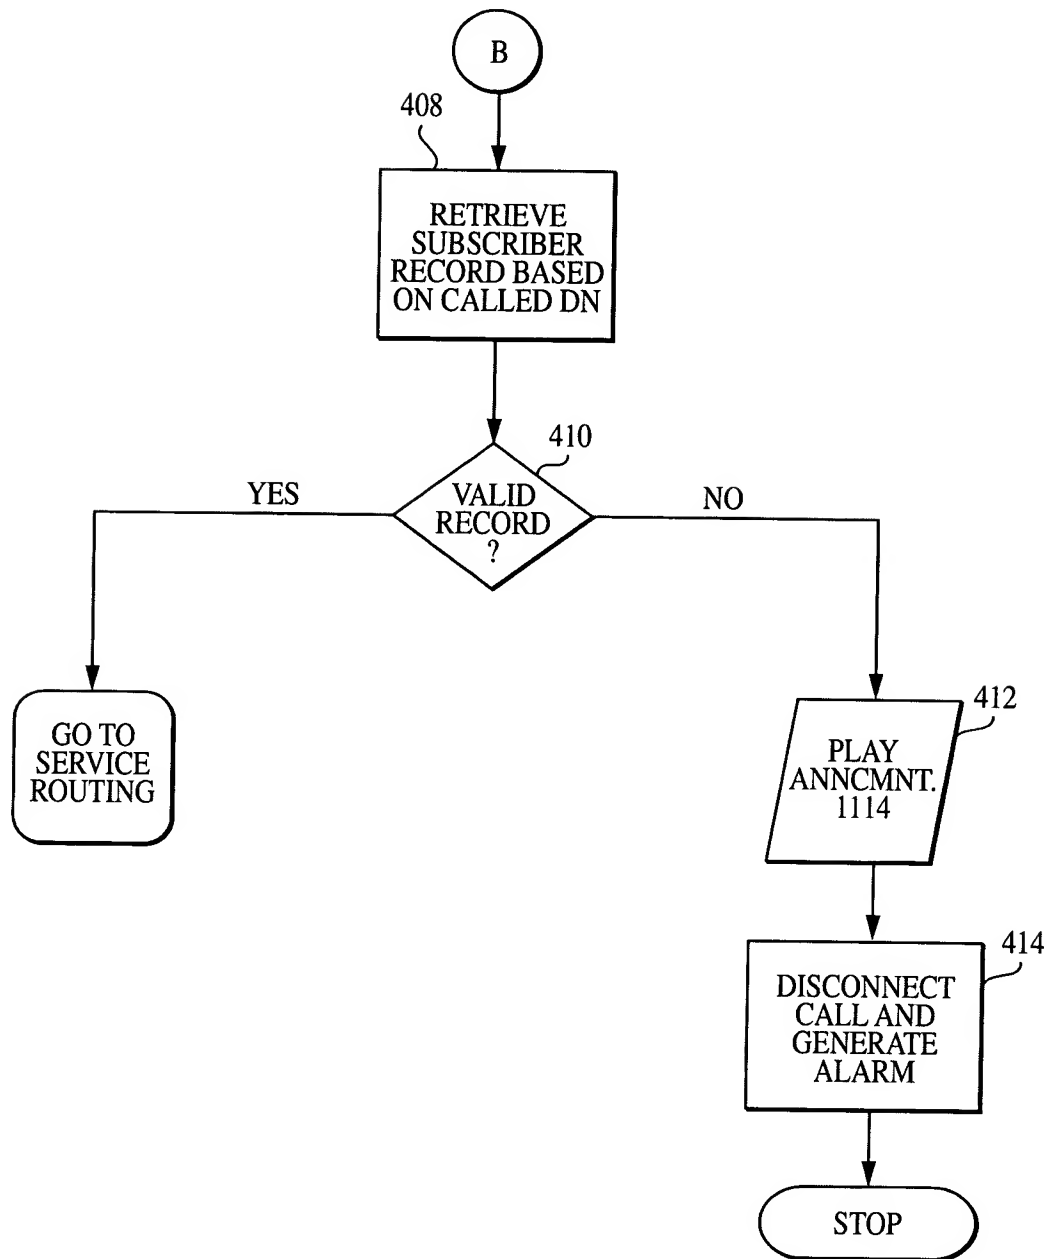 B
408
RETRIEVE
SUBSCRIBER
RECORD BASED
ON CALLED DN
410
YES
VALID
RECORD
?
NO
GO TO
SERVICE
ROUTING
412
PLAY
ANNCMNT.
1114
414
DISCONNECT
CALL AND
GENERATE
ALARM
STOP